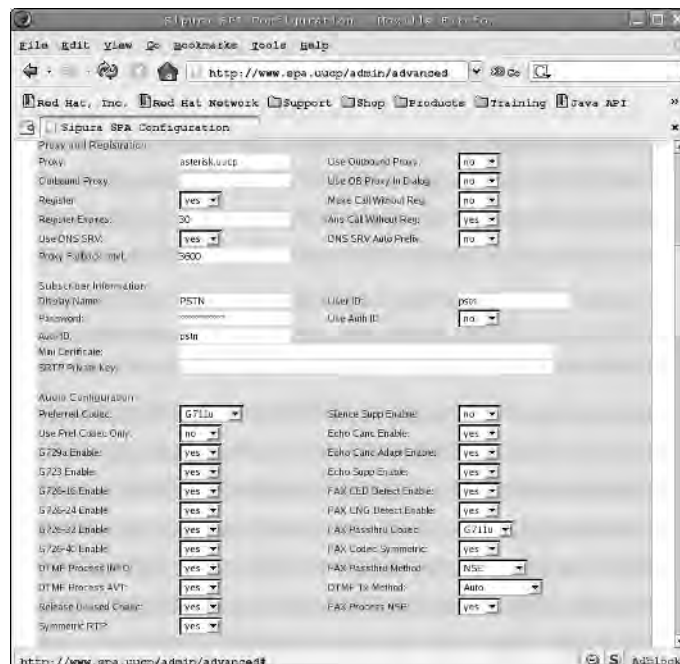 Sipura SPA Configuration - Mozilla Firefox
File Edit View Go Bookmarks Tools Help
http://www.spa.uucp/admin/advanced Go
Red Hat, Inc. Red Hat Network Support Shop Products Training Java API »
Sipura SPA Configuration
Proxy and Registration
Proxy: asterisk.uucp Use Outbound Proxy: no
Outbound Proxy: Use OB Proxy In Dialog: no
Register: yes Make Call Without Reg: no
Register Expires: 30 Ans Call Without Reg: yes
Use DNS SRV: yes DNS SRV Auto Prefix: no
Proxy Fallback Intvl: 3600
Subscriber Information
Display Name: PSTN User ID: pstn
Password: ************ Use Auth ID: no
Auth ID: pstn
Mini Certificate:
SRTP Private Key:
Audio Configuration
Preferred Codec: G711u Silence Supp Enable: no
Use Pref Codec Only: no Echo Canc Enable: yes
G729a Enable: yes Echo Canc Adapt Enable: yes
G723 Enable: yes Echo Supp Enable: yes
G726-16 Enable: yes FAX CED Detect Enable: yes
G726-24 Enable: yes FAX CNG Detect Enable: yes
G726-32 Enable: yes FAX Passthru Codec: G711u
G726-40 Enable: yes FAX Codec Symmetric: yes
DTMF Process INFO: yes FAX Passthru Method: NSE
DTMF Process AVT: yes DTMF Tx Method: Auto
Release Unused Codec: yes FAX Process NSE: yes
Symmetric RTP: yes
http://www.spa.uucp/admin/advanced# S Adblock